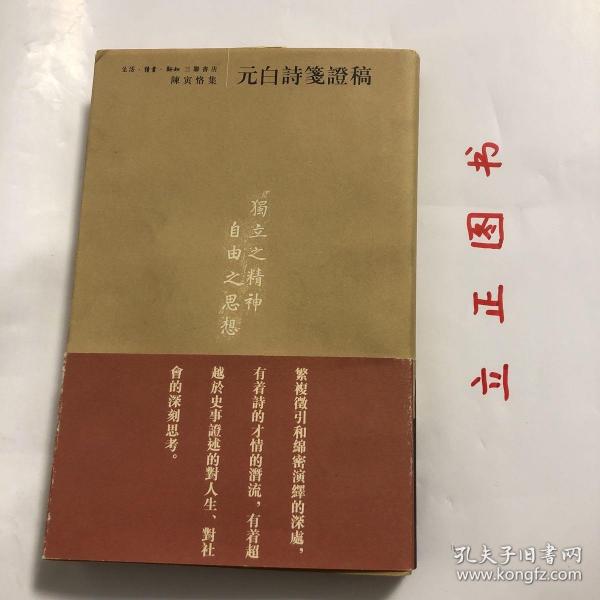 生活·讀書·新知 三聯書店
陳寅恪集
元白詩箋證稿
獨立之精神
自由之思想
繁複徵引和綿密演繹的深處，
有着詩的才情的潛流，有着超
越於史事證述的對人生、對社
會的深刻思考。
立正图书
孔夫子旧书网
www.kongfz.com